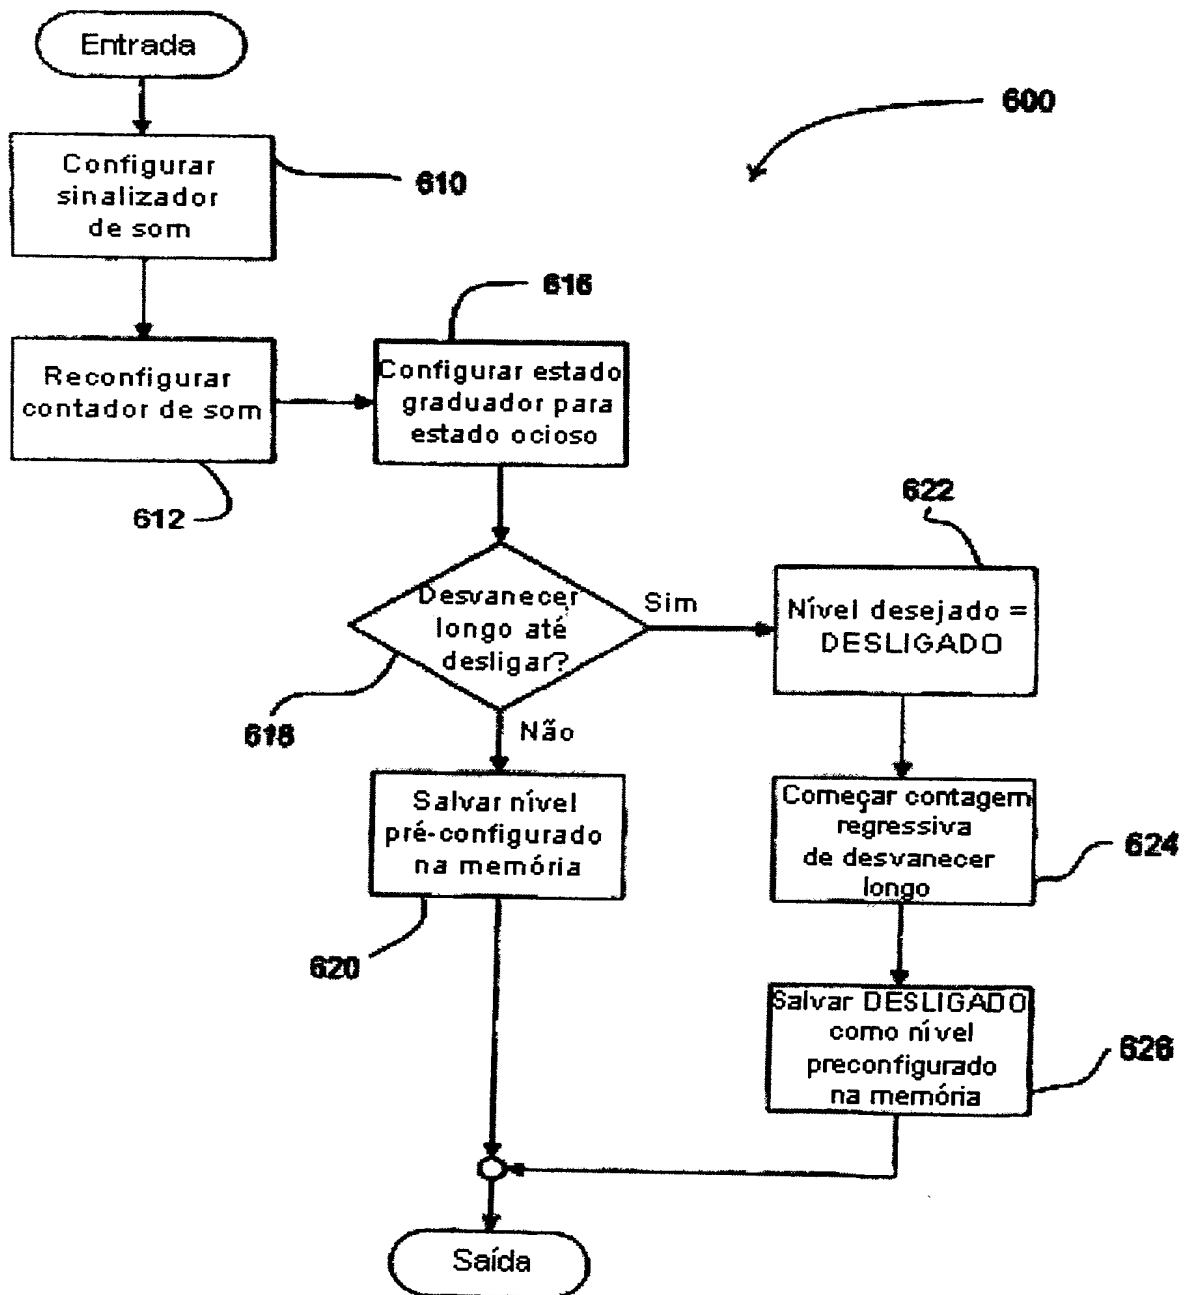 Entrada
600
Configurar
sinalizador
de som
610
616
Reconfigurar
contador de som
612
Configurar estado
graduador para
estado ocioso
622
Desvanecer
longo até
desligar?
Sim
Nível desejado =
DESLIGADO
618
Não
Salvar nível
pré-configurado
na memória
620
Começar contagem
regressiva
de desvanecer
longo
624
Salvar DESLIGADO
como nível
preconfigurado
na memória
626
Saída